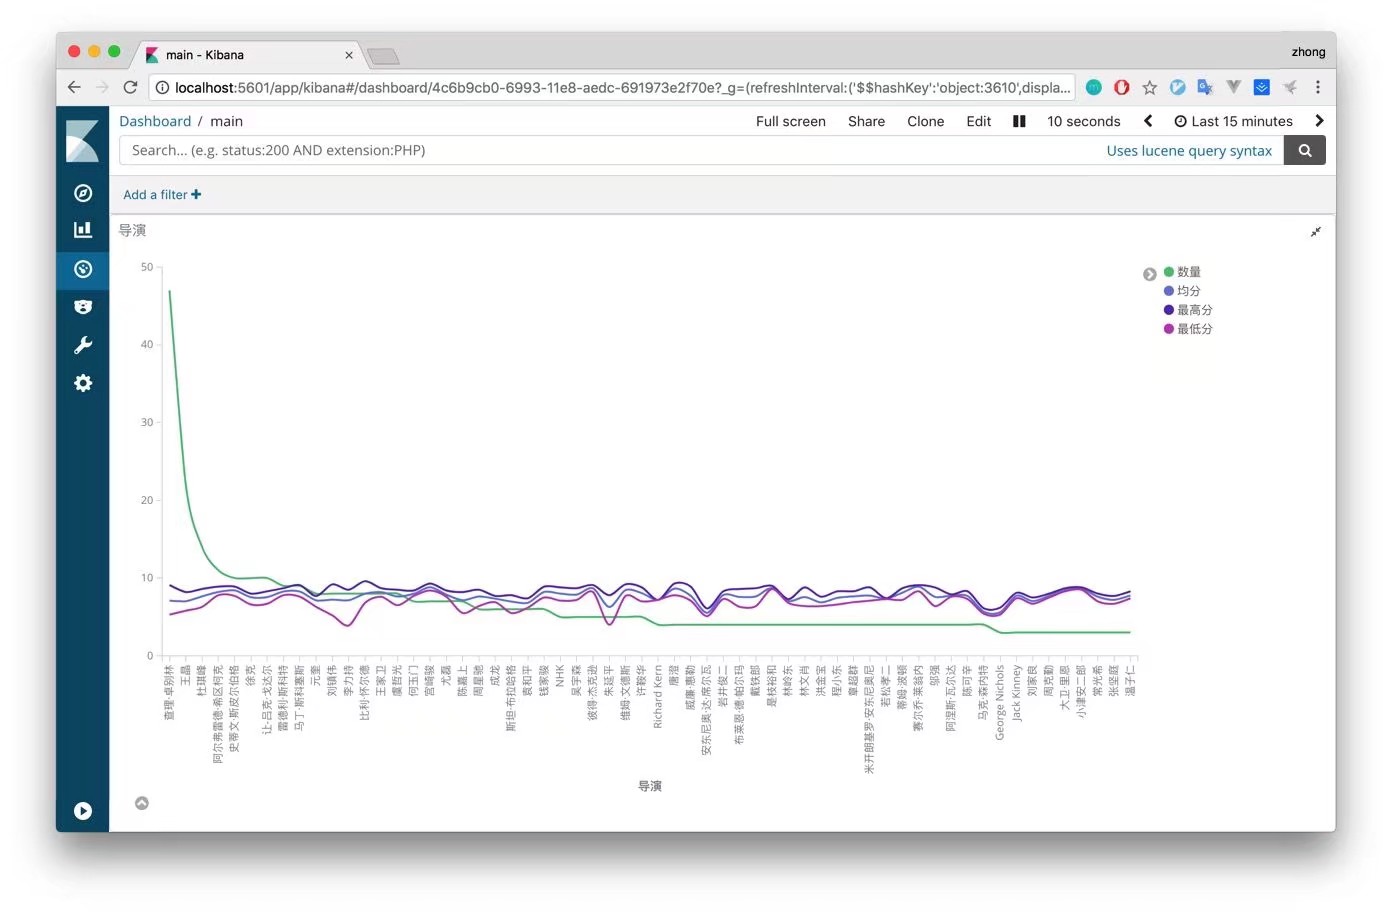 main - Kibana
zhong
localhost:5601/app/kibana#/dashboard/4c6b9cb0-6993-11e8-aedc-691973e2f70e?_g=(refreshInterval:('$$hashKey':'object:3610',displa...
Dashboard / main
Full screen Share Clone Edit 10 seconds Last 15 minutes
Search... (e.g. status:200 AND extension:PHP)
Uses lucene query syntax
Add a filter
导演
50
40
30
20
10
0
数量
均分
最高分
最低分
查理·卓别林
王晶
杜琪峰
阿尔弗雷德·希区柯克
史蒂文·斯皮尔伯格
徐克
让-吕克·戈达尔
雷德利·斯科特
马丁·斯科塞斯
元奎
刘镇伟
李力持
比利·怀尔德
王家卫
虞哲光
何玉门
宫崎骏
尤磊
陈嘉上
周星驰
成龙
斯坦·布拉哈格
袁和平
钱家骏
NHK
吴宇森
彼得·杰克逊
朱延平
维姆·文德斯
许鞍华
Richard Kern
唐澄
威廉·惠勒
安东尼奥·达·席尔瓦
岩井俊二
布莱恩·德·帕尔玛
戴铁郎
是枝裕和
林岭东
林文肖
洪金宝
程小东
章超群
米开朗基罗·安东尼奥尼
若松孝二
蒂姆·波顿
赛尔乔·莱翁内
邬强
阿涅斯·瓦尔达
陈可辛
马克·森内特
George Nichols
Jack Kinney
刘家良
周克勤
大卫·里恩
小津安二郎
常光希
张坚庭
温子仁
导演